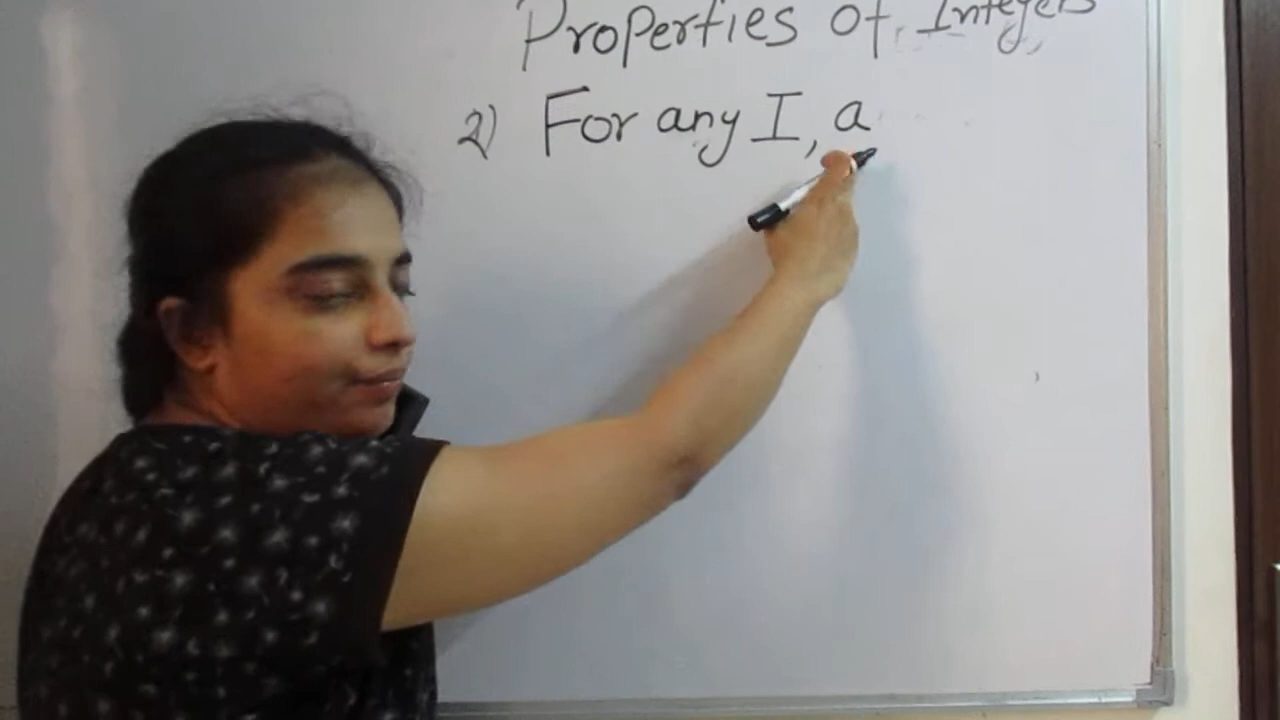 Properties of Integers
2) For any I, a